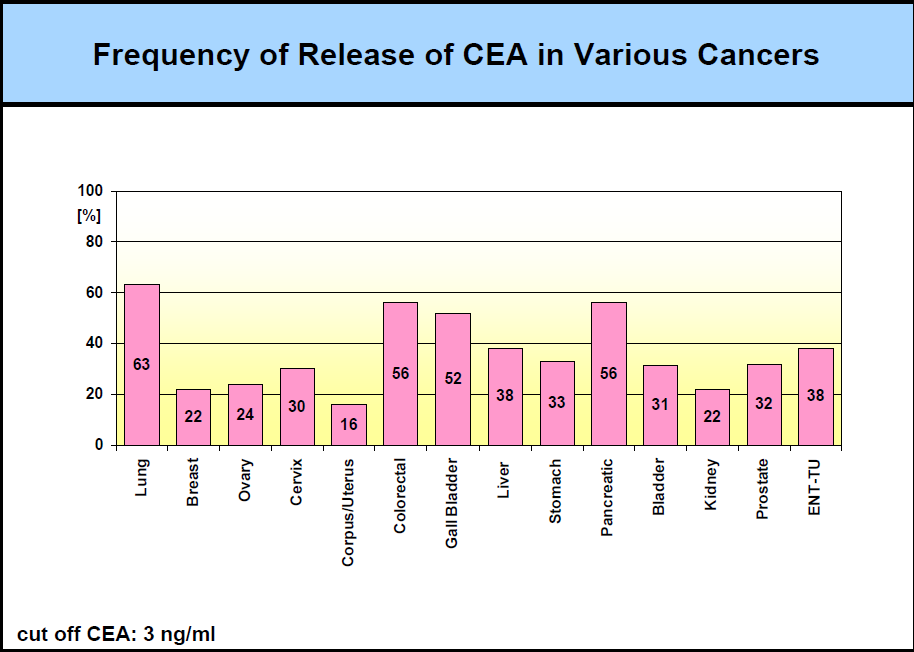 Frequency of Release of CEA in Various Cancers
100
[%]
80
60
40
20
0
63
22
24
30
16
56
52
38
33
56
31
22
32
38
Lung
Breast
Ovary
Cervix
Corpus/Uterus
Colorectal
Gall Bladder
Liver
Stomach
Pancreatic
Bladder
Kidney
Prostate
ENT-TU
cut off CEA: 3 ng/ml